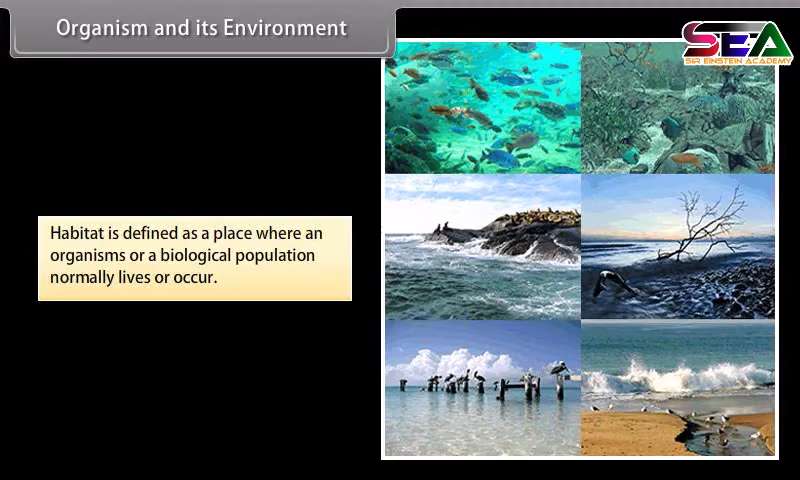 Organism and its Environment
SEA
SIR EINSTEIN ACADEMY
Habitat is defined as a place where an
organisms or a biological population
normally lives or occur.